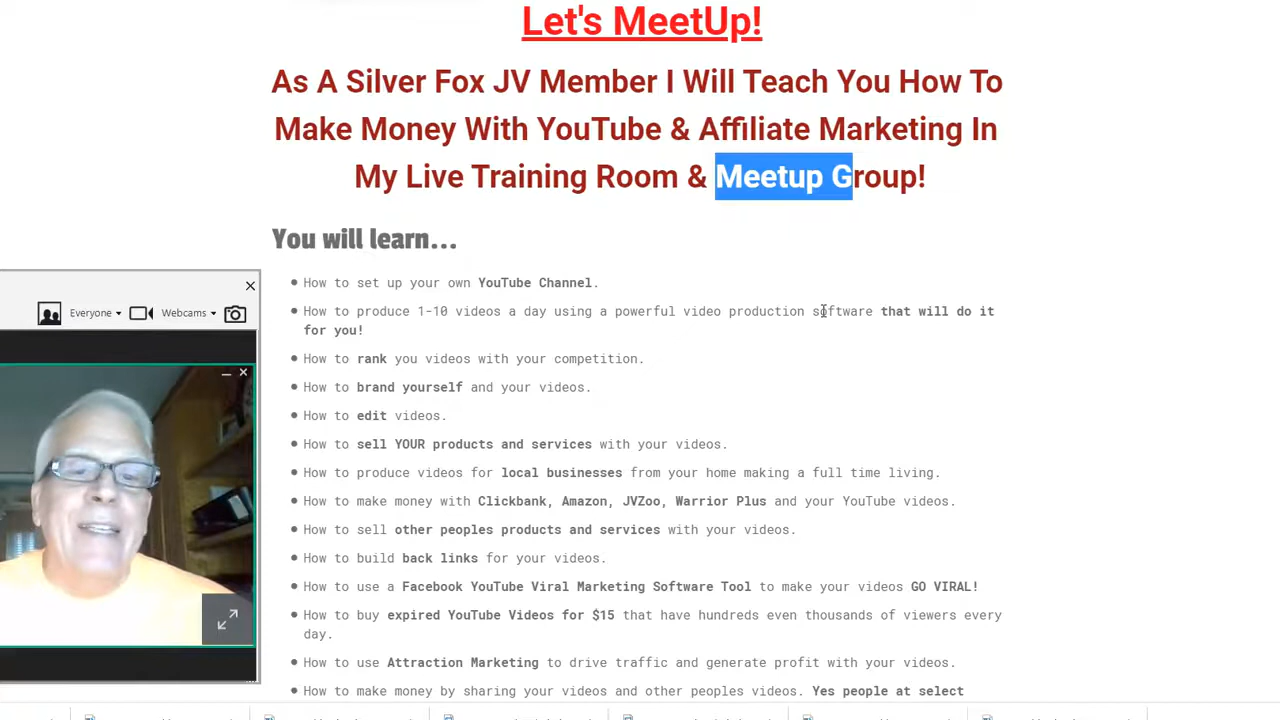 Let's MeetUp!
As A Silver Fox JV Member I Will Teach You How To
Make Money With YouTube & Affiliate Marketing In
My Live Training Room & Meetup Group!
You will learn...
How to set up your own YouTube Channel.
How to produce 1-10 videos a day using a powerful video production software that will do it
for you!
How to rank you videos with your competition.
How to brand yourself and your videos.
How to edit videos.
How to sell YOUR products and services with your videos.
How to produce videos for local businesses from your home making a full time living.
How to make money with Clickbank, Amazon, JVZoo, Warrior Plus and your YouTube videos.
How to sell other peoples products and services with your videos.
How to build back links for your videos.
How to use a Facebook YouTube Viral Marketing Software Tool to make your videos GO VIRAL!
How to buy expired YouTube Videos for $15 that have hundreds even thousands of viewers every
day.
How to use Attraction Marketing to drive traffic and generate profit with your videos.
How to make money by sharing your videos and other peoples videos. Yes people at select
Everyone
Webcams